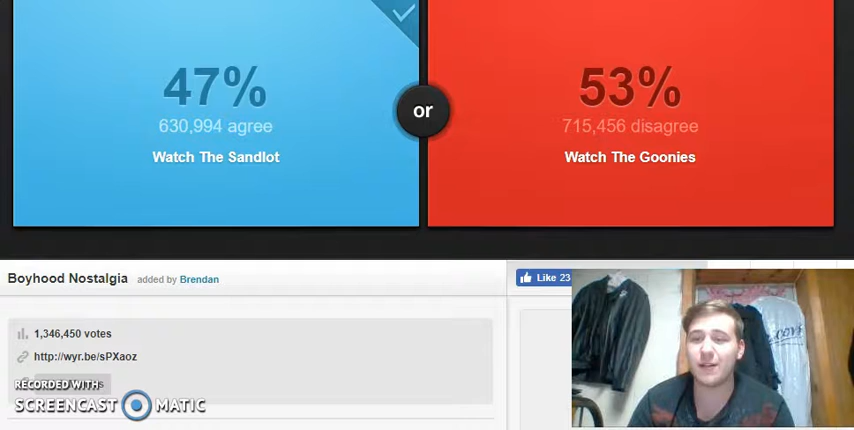 47%
630,994 agree
Watch The Sandlot
or
53%
715,456 disagree
Watch The Goonies
Boyhood Nostalgia added by Brendan
Like 23
1,346,450 votes
http://wyr.be/sPXaoz
RECORDED WITH
SCREENCAST MATIC